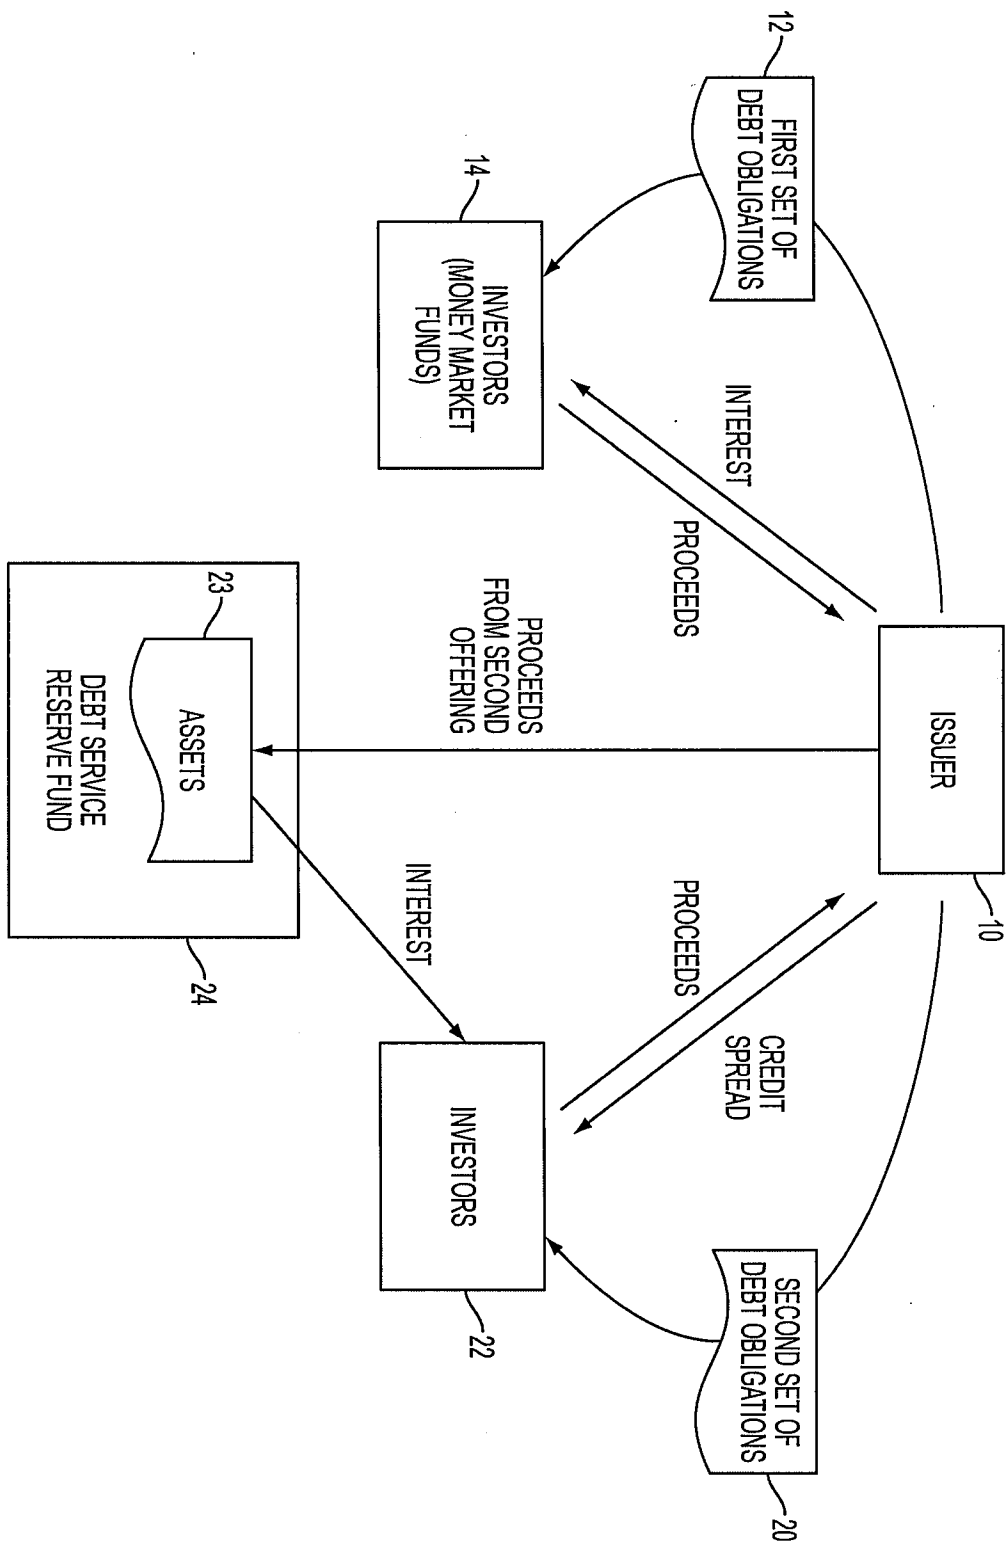 ISSUER
10
12
FIRST SET OF
DEBT OBLIGATIONS
SECOND SET OF
DEBT OBLIGATIONS
20
INTEREST
PROCEEDS
PROCEEDS
CREDIT
SPREAD
PROCEEDS
FROM SECOND
OFFERING
14
INVESTORS
(MONEY MARKET
FUNDS)
INTEREST
INVESTORS
22
23
ASSETS
DEBT SERVICE
RESERVE FUND
24